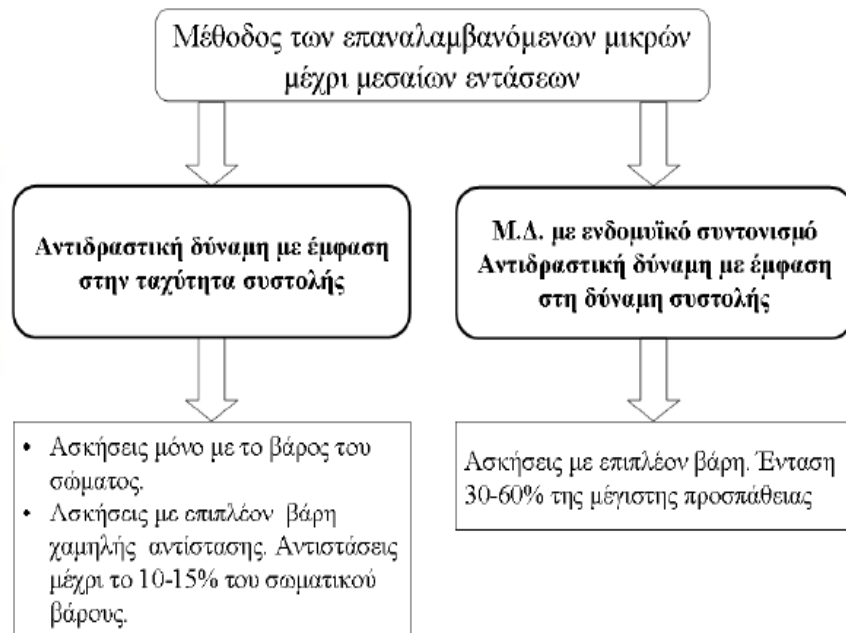 Μέθοδος των επαναλαμβανόμενων μικρών
μέχρι μεσαίων εντάσεων
Αντιδραστική δύναμη με έμφαση
στην ταχύτητα συστολής
Μ.Δ. με ενδομυϊκό συντονισμό
Αντιδραστική δύναμη με έμφαση
στη δύναμη συστολής
• Ασκήσεις μόνο με το βάρος του
σώματος.
• Ασκήσεις με επιπλέον βάρη
χαμηλής αντίστασης. Αντιστάσεις
μέχρι το 10-15% του σωματικού
βάρους.
Ασκήσεις με επιπλέον βάρη. Ένταση
30-60% της μέγιστης προσπάθειας